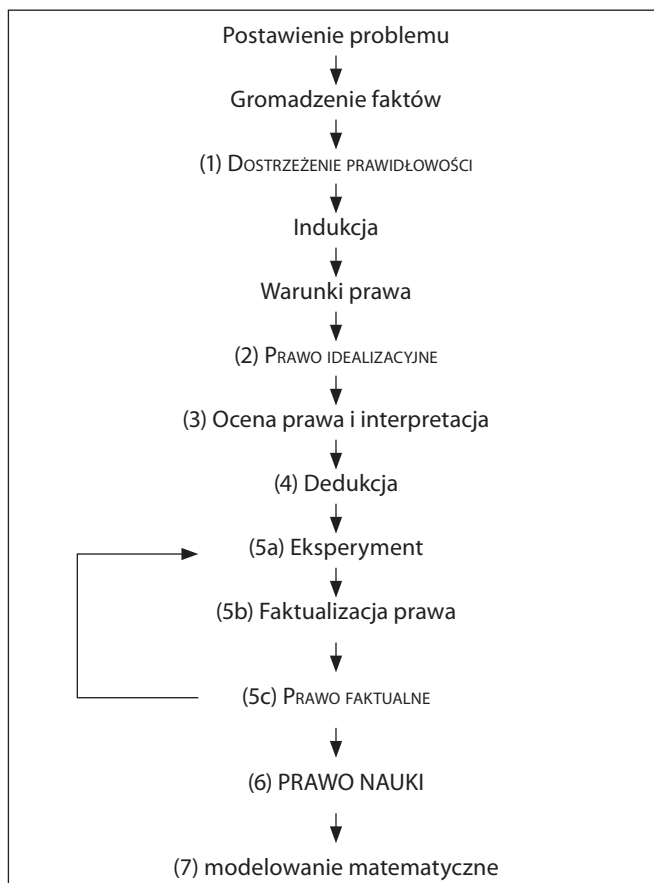 Postawienie problemu
Gromadzenie faktów
(1) Dostrzeżenie prawidłowości
Indukcja
Warunki prawa
(2) Prawo idealizacyjne
(3) Ocena prawa i interpretacja
(4) Dedukcja
(5a) Eksperyment
(5b) Faktualizacja prawa
(5c) Prawo faktualne
(6) PRAWO NAUKI
(7) modelowanie matematyczne